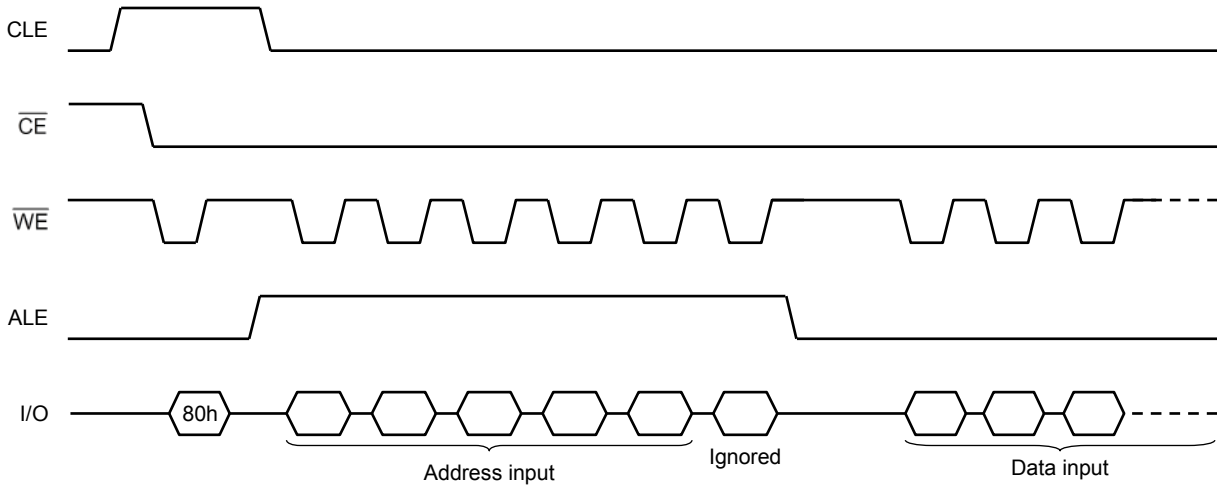 CLE
CE
WE
ALE
I/O
80h
Address input
Ignored
Data input